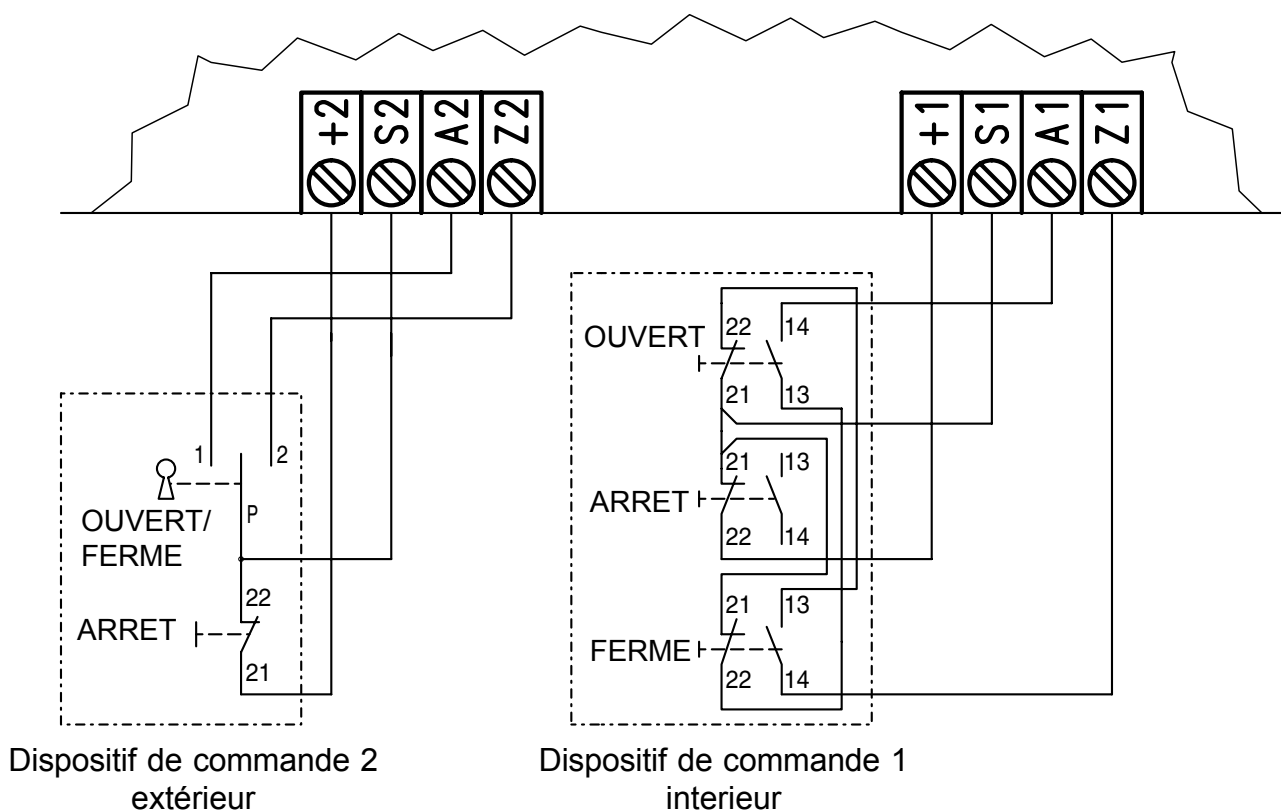 +2 S2 A2 Z2
+1 S1 A1 Z1
1 2
OUVERT/
FERME
P
22
ARRET
21
Dispositif de commande 2
extérieur
22 14
OUVERT
21 13
21 13
ARRET
22 14
21 13
FERME
22 14
Dispositif de commande 1
interieur